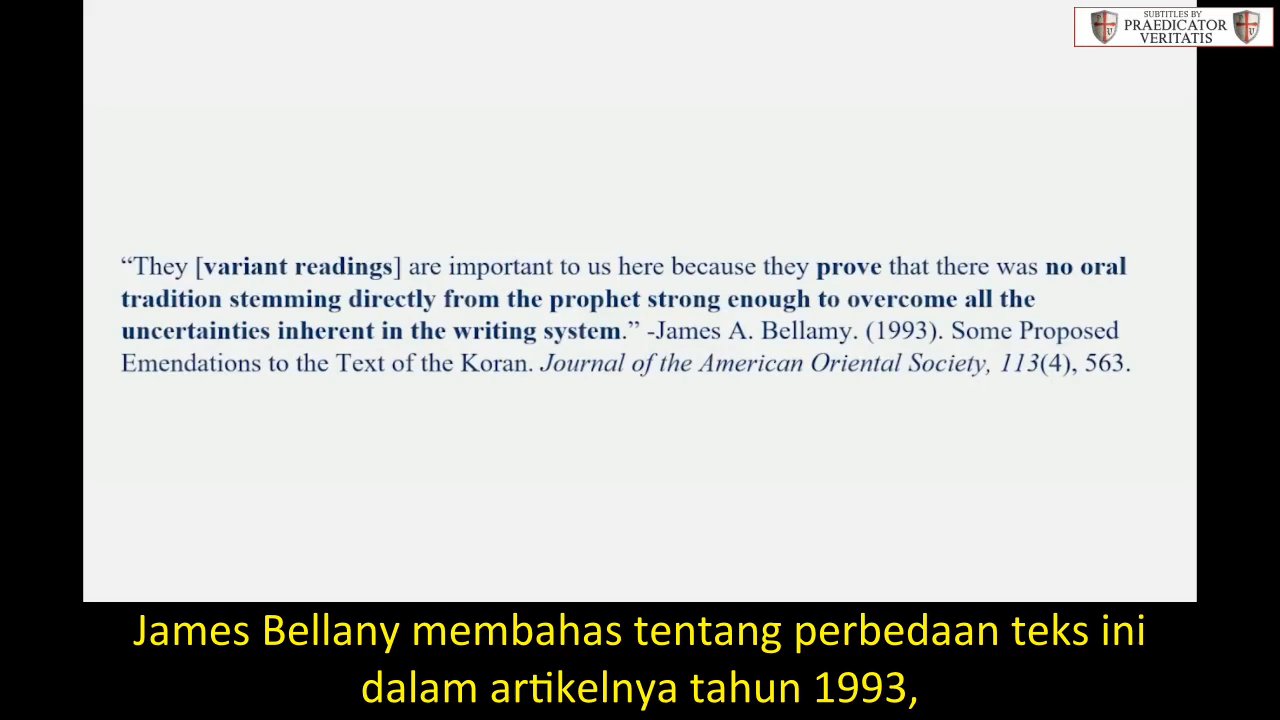 SUBTITLES BY
PRAEDICATOR
VERITATIS
“They [variant readings] are important to us here because they prove that there was no oral
tradition stemming directly from the prophet strong enough to overcome all the
uncertainties inherent in the writing system.” -James A. Bellamy. (1993). Some Proposed
Emendations to the Text of the Koran. Journal of the American Oriental Society, 113(4), 563.
James Bellany membahas tentang perbedaan teks ini
dalam artikelnya tahun 1993,